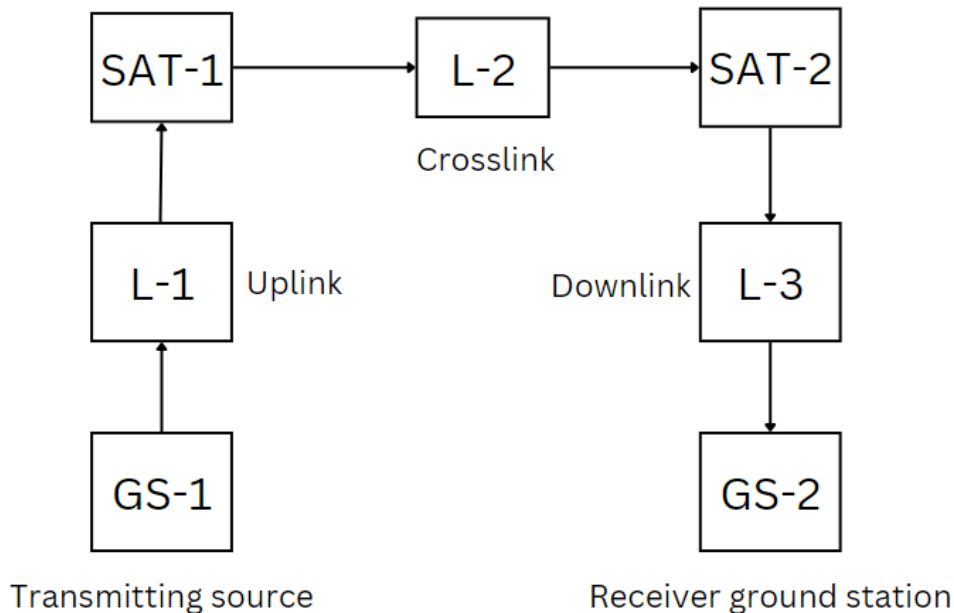 SAT-1
L-2
SAT-2
Crosslink
L-1
Uplink
Downlink
L-3
GS-1
GS-2
Transmitting source
Receiver ground station